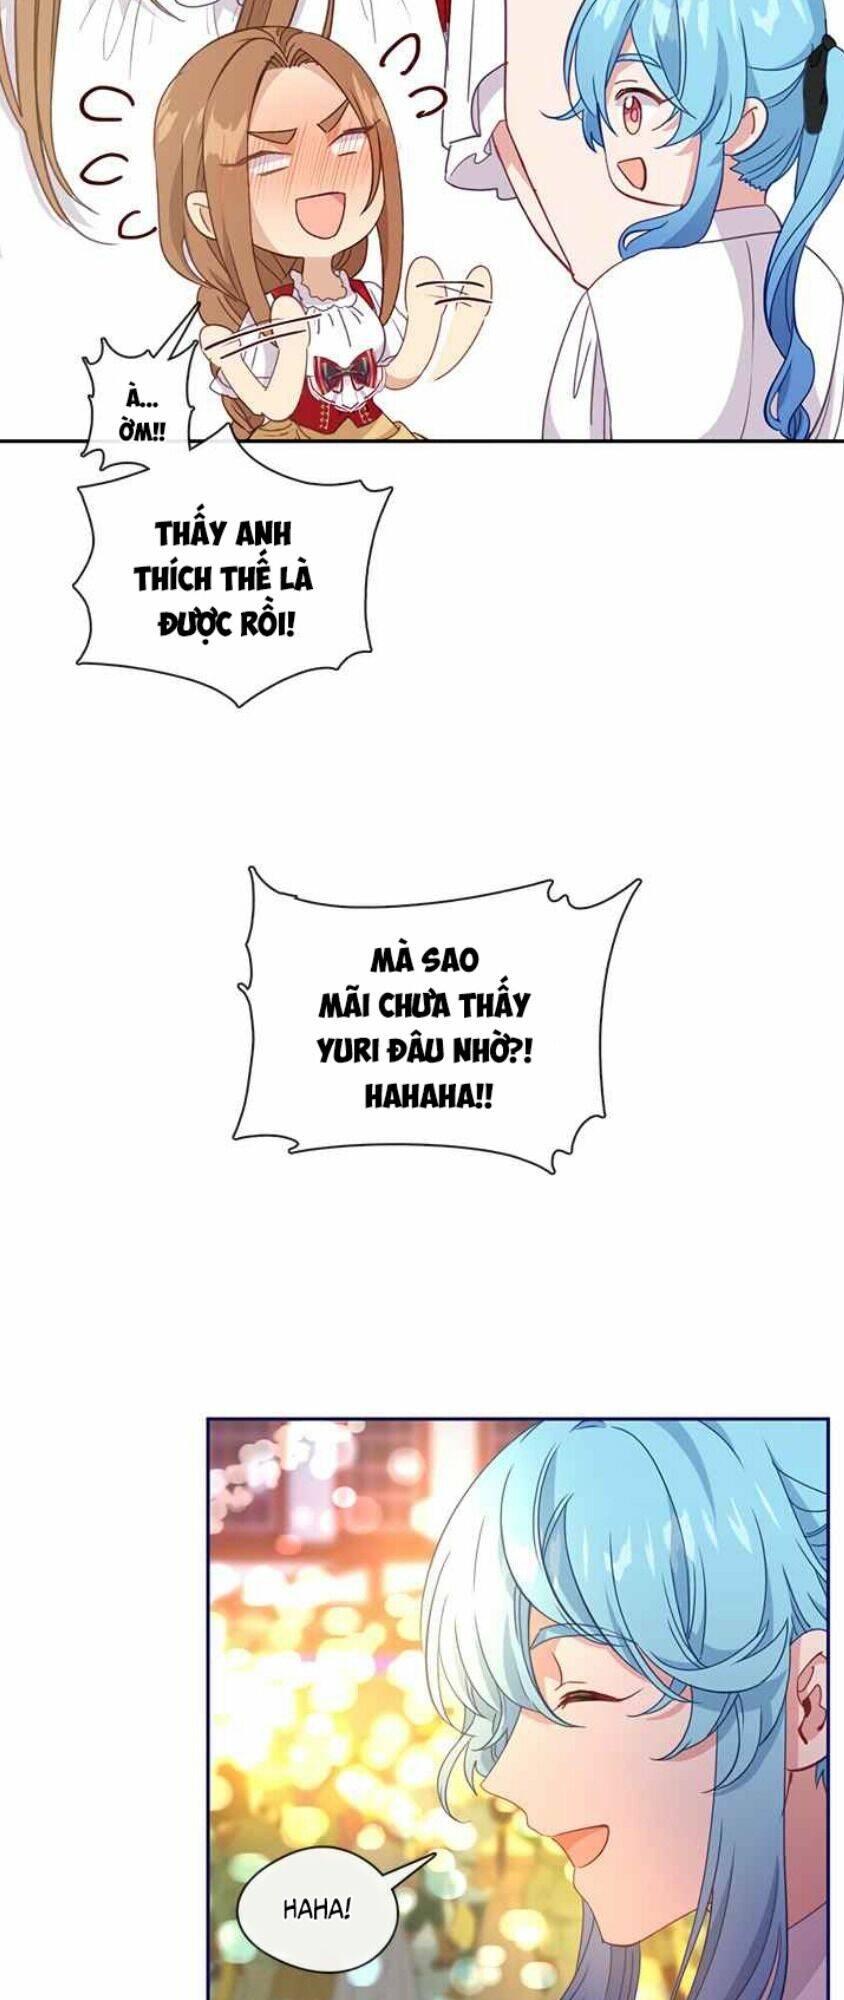 À...
ỜM!!
THẤY ANH
THÍCH THẾ LÀ
ĐƯỢC RỒI!
MÀ SAO
MÃI CHƯA THẤY
YURI ĐÂU NHỜ?!
HAHAHA!!
HAHA!